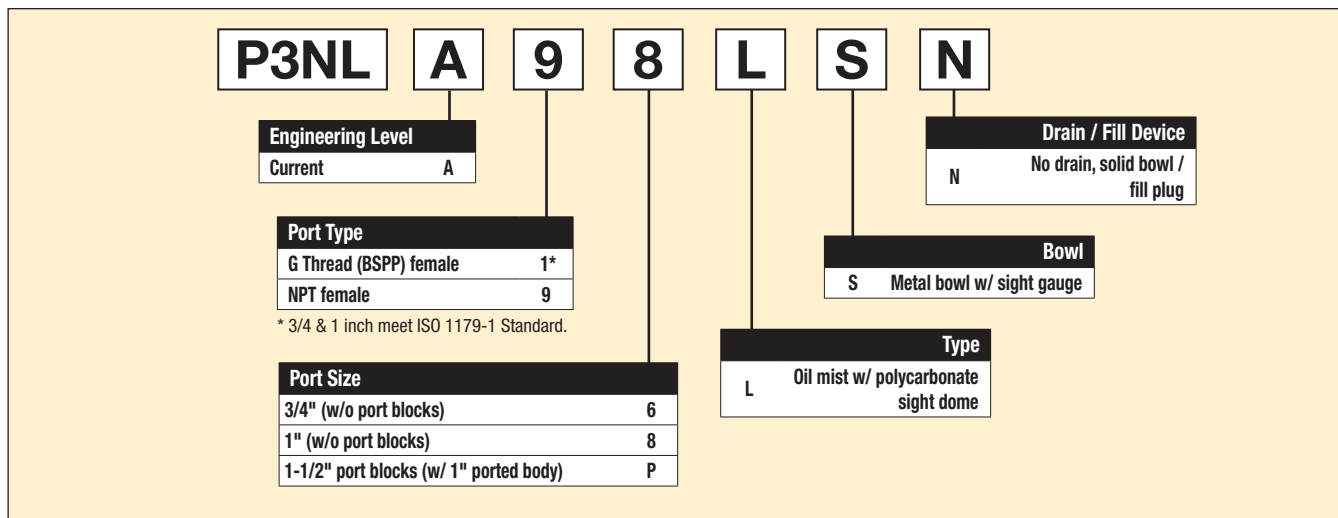 P3NL A 9 8 L S N
Engineering Level
Current A
Port Type
G Thread (BSPP) female 1*
NPT female 9
* 3/4 & 1 inch meet ISO 1179-1 Standard.
Port Size
3/4" (w/o port blocks) 6
1" (w/o port blocks) 8
1-1/2" port blocks (w/ 1" ported body) P
Drain / Fill Device
N No drain, solid bowl /
fill plug
Bowl
S Metal bowl w/ sight gauge
Type
L Oil mist w/ polycarbonate
sight dome